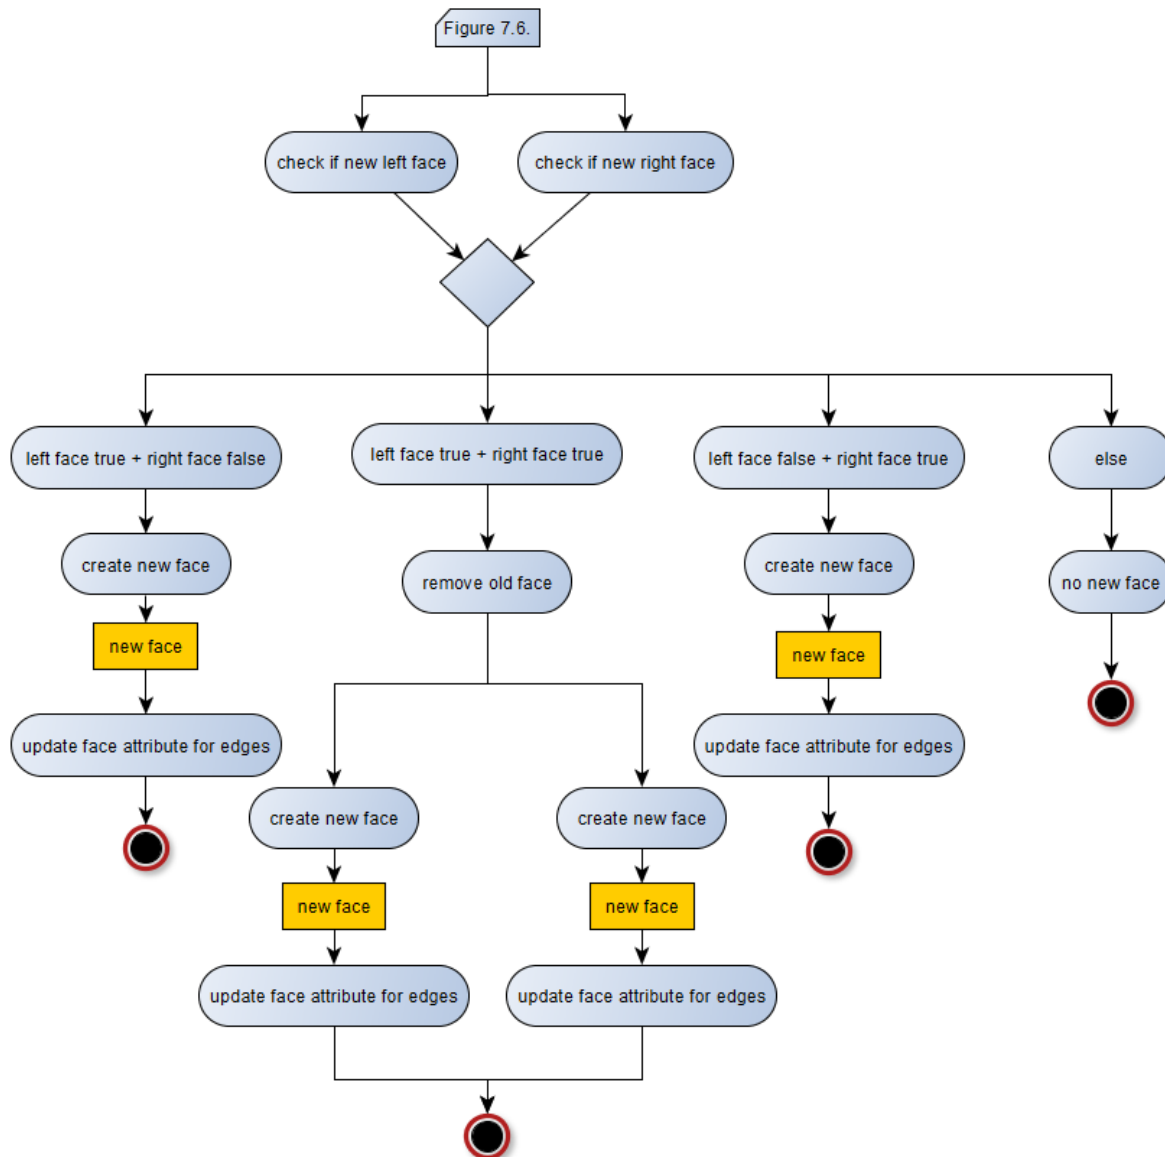 Figure 7.6.
check if new left face
check if new right face
left face true + right face false
left face true + right face true
left face false + right face true
else
create new face
remove old face
create new face
no new face
new face
new face
update face attribute for edges
update face attribute for edges
create new face
create new face
new face
new face
update face attribute for edges
update face attribute for edges